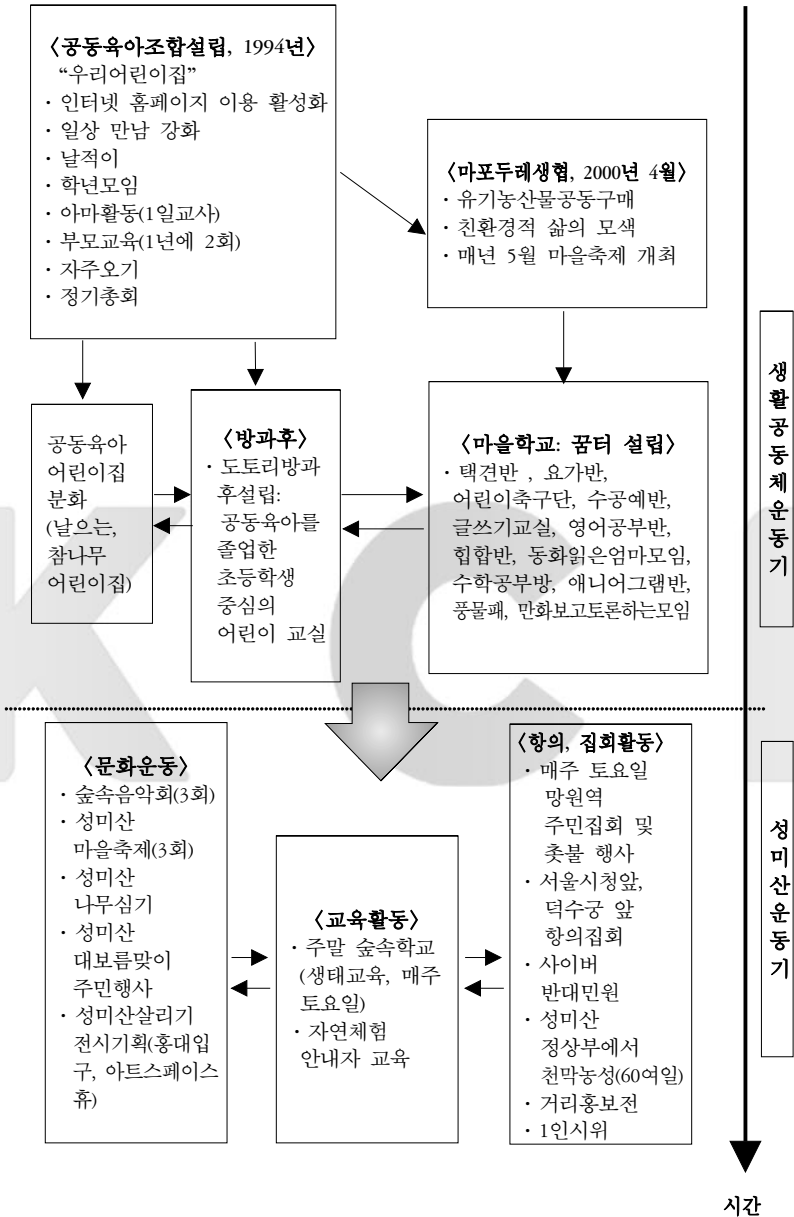 〈공동육아조합설립, 1994년〉
“우리어린이집”
· 인터넷 홈페이지 이용 활성화
· 일상 만남 강화
· 날적이
· 학년모임
· 아마활동(1일교사)
· 부모교육(1년에 2회)
· 자주오기
· 정기총회
〈마포두레생협, 2000년 4월〉
· 유기농산물공동구매
· 친환경적 삶의 모색
· 매년 5월 마을축제 개최
공동육아
어린이집
분화
(날으는,
참나무
어린이집)
〈방과후〉
· 도토리방과
후설립:
공동육아를
졸업한
초등학생
중심의
어린이 교실
〈마을학교: 꿈터 설립〉
· 택견반 , 요가반,
어린이축구단, 수공예반,
글쓰기교실, 영어공부반,
힙합반, 동화읽은엄마모임,
수학공부방, 애니어그램반,
풍물패, 만화보고토론하는모임
생활공동체운동기
〈문화운동〉
· 숲속음악회(3회)
· 성미산
마을축제(3회)
· 성미산
나무심기
· 성미산
대보름맞이
주민행사
· 성미산살리기
전시기획(홍대입
구, 아트스페이스
휴)
〈교육활동〉
· 주말 숲속학교
(생태교육, 매주
토요일)
· 자연체험
안내자 교육
〈항의, 집회활동〉
· 매주 토요일
망원역
주민집회 및
촛불 행사
· 서울시청앞,
덕수궁 앞
항의집회
· 사이버
반대민원
· 성미산
정상부에서
천막농성(60여일)
· 거리홍보전
· 1인시위
성미산운동기
시간
K C